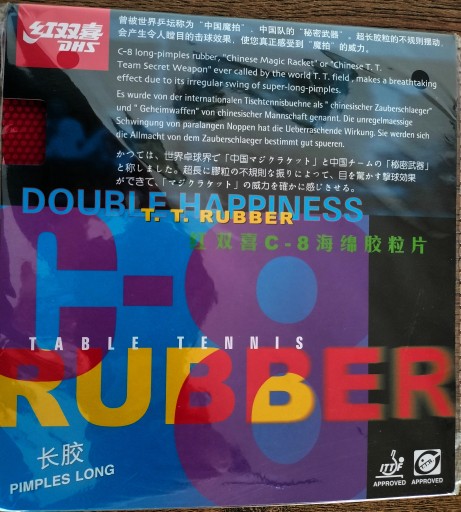 红双喜
DHS
曾被世界乒坛称为“中国魔拍”、中国队的“秘密武器”。超长胶粒的不规则摆动,
会产生令人瞠目的击球效果,使您真正感受到“魔拍”的威力。
C-8 long-pimples rubber, "Chinese Magic Racket" or "Chinese T.T.
Team Secret Weapon" ever called by the world T. T. field , makes a breathtaking
effect due to its irregular swing of super-long-pimples.
Es wurde von der internationalen Tischtennisbuehne als " chinesischer Zauberschlaeger"
und " Geheimwaffen" von chinesischer Mannschaft genannt. Die unregelmaessige
Schwingung von paralangen Noppen hat die Ueberraschende Wirkung. Sie werden sich
die Allmacht von dem Zauberschlaeger bestimmt gut spueren.
かつては、世界卓球界で「中国マジクラケット」と中国チームの「秘密武器」
と称しました。超長に膠粒の不規則な振りによって、目を驚かす撃球効果
ができて、「マジクラケット」の威力を確かに感じさせる。
DOUBLE HAPPINESS
T. T. RUBBER
红双喜C-8海绵胶粒片
C-8
TABLE TENNIS
RUBBER
长胶
PIMPLES LONG
ITTF
APPROVED
APPROVED